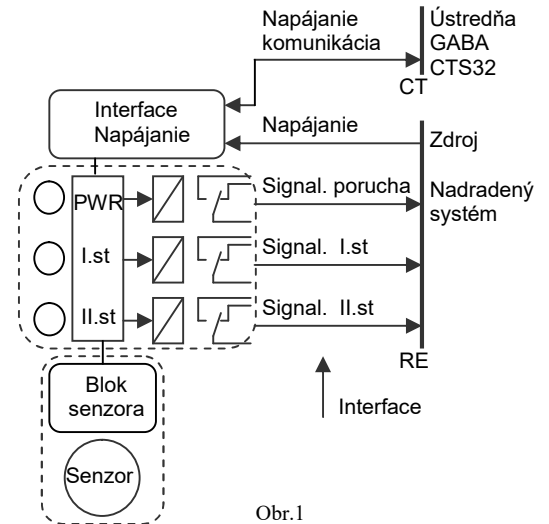 Napájanie
komunikácia
Ústredňa
GABA
CTS32
CT
Interface
Napájanie
Napájanie
Zdroj
PWR
Signal. porucha
Nadradený
systém
I.st
Signal.  I.st
II.st
Signal.  II.st
RE
Blok
senzora
Interface
Senzor
Obr.1